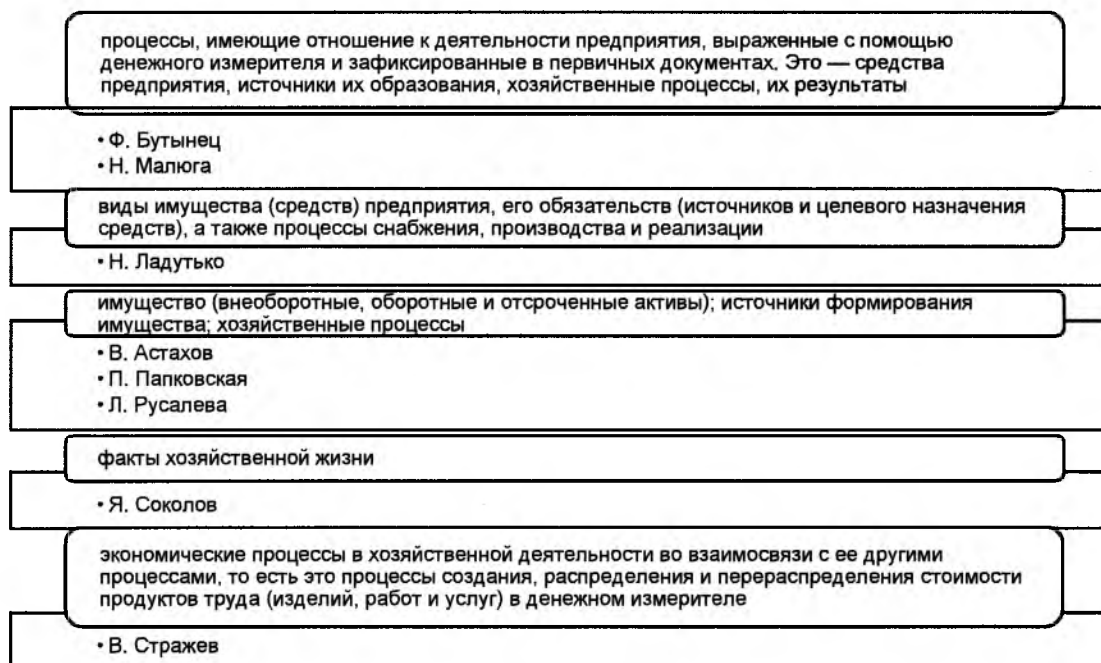 процессы, имеющие отношение к деятельности предприятия, выраженные с помощью
денежного измерителя и зафиксированные в первичных документах. Это — средства
предприятия, источники их образования, хозяйственные процессы, их результаты
• Ф. Бутынец
• Н. Малюга
виды имущества (средств) предприятия, его обязательств (источников и целевого назначения
средств), а также процессы снабжения, производства и реализации
• Н. Ладутько
имущество (внеоборотные, оборотные и отсроченные активы); источники формирования
имущества; хозяйственные процессы
• В. Астахов
• П. Папковская
• Л. Русалева
факты хозяйственной жизни
• Я. Соколов
экономические процессы в хозяйственной деятельности во взаимосвязи с ее другими
процессами, то есть это процессы создания, распределения и перераспределения стоимости
продуктов труда (изделий, работ и услуг) в денежном измерителе
• В. Стражев